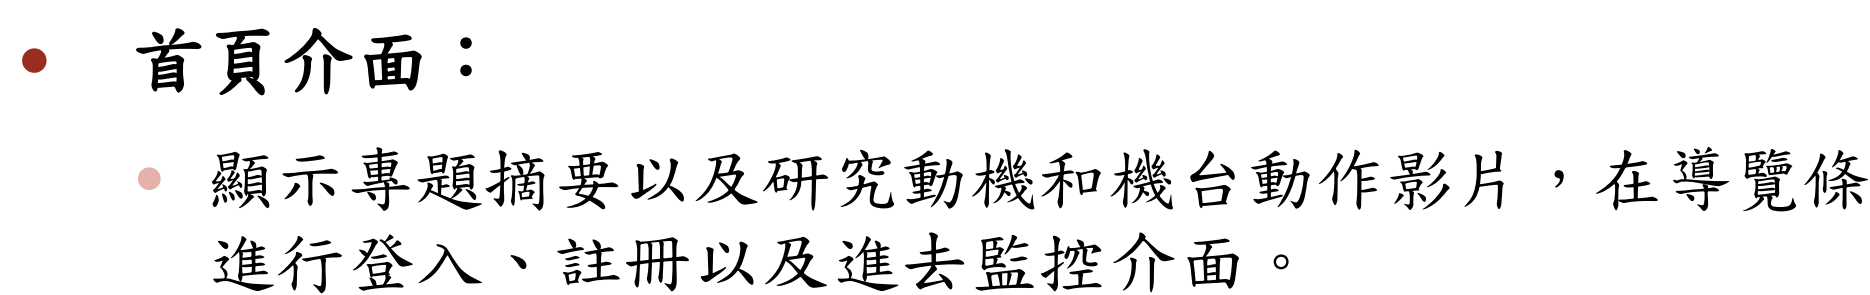 • 首頁介面：
• 顯示專題摘要以及研究動機和機台動作影片，在導覽條
進行登入、註冊以及進去監控介面。